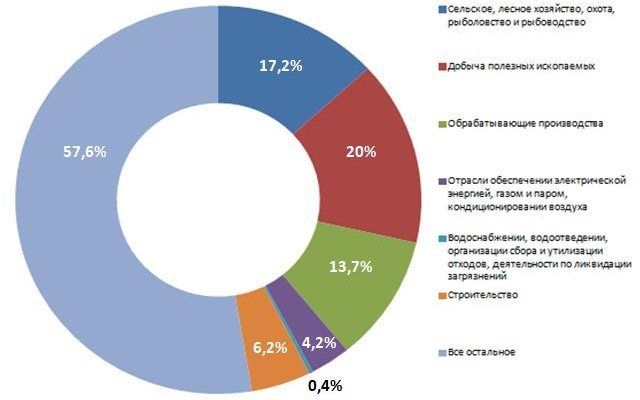 17,2%
20%
13,7%
4,2%
0,4%
6,2%
57,6%
Сельское, лесное хозяйство, охота,
рыболовство и рыбоводство
Добыча полезных ископаемых
Обрабатывающие производства
Отрасли обеспечении электрической
энергией, газом и паром,
кондиционировании воздуха
Водоснабжении, водоотведении,
организации сбора и утилизации
отходов, деятельности по ликвидации
загрязнений
Строительство
Все остальное